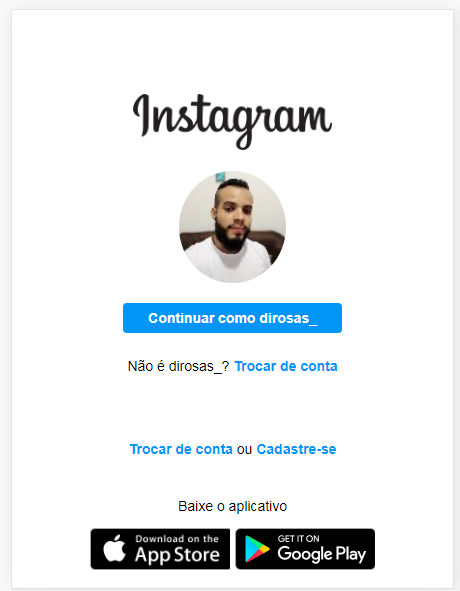 Instagram
Continuar como dirosas_
Não é dirosas_? Trocar de conta
Trocar de conta ou Cadastre-se
Baixe o aplicativo
Download on the
App Store
GET IT ON
Google Play